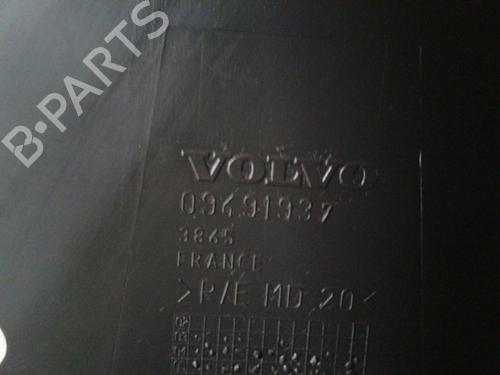 B-PARTS
VOLVO
09491937
3865
FRANCE
>P/E MD 20<